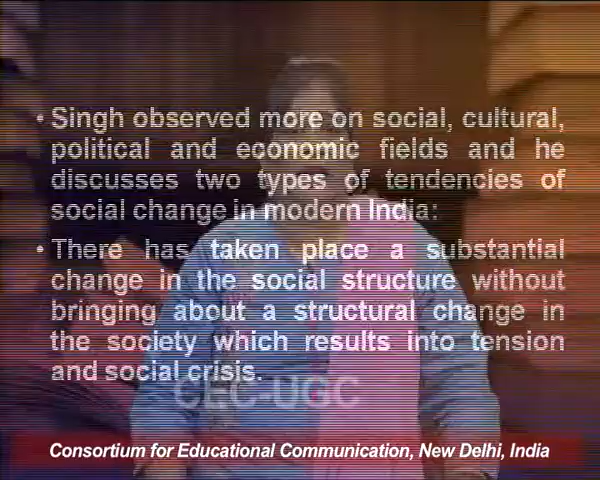 • Singh observed more on social, cultural,
political and economic fields and he
discusses two types of tendencies of
social change in modern India:
• There has taken place a substantial
change in the social structure without
bringing about a structural change in
the society which results into tension
and social crisis.
CEC-UGC
Consortium for Educational Communication, New Delhi, India